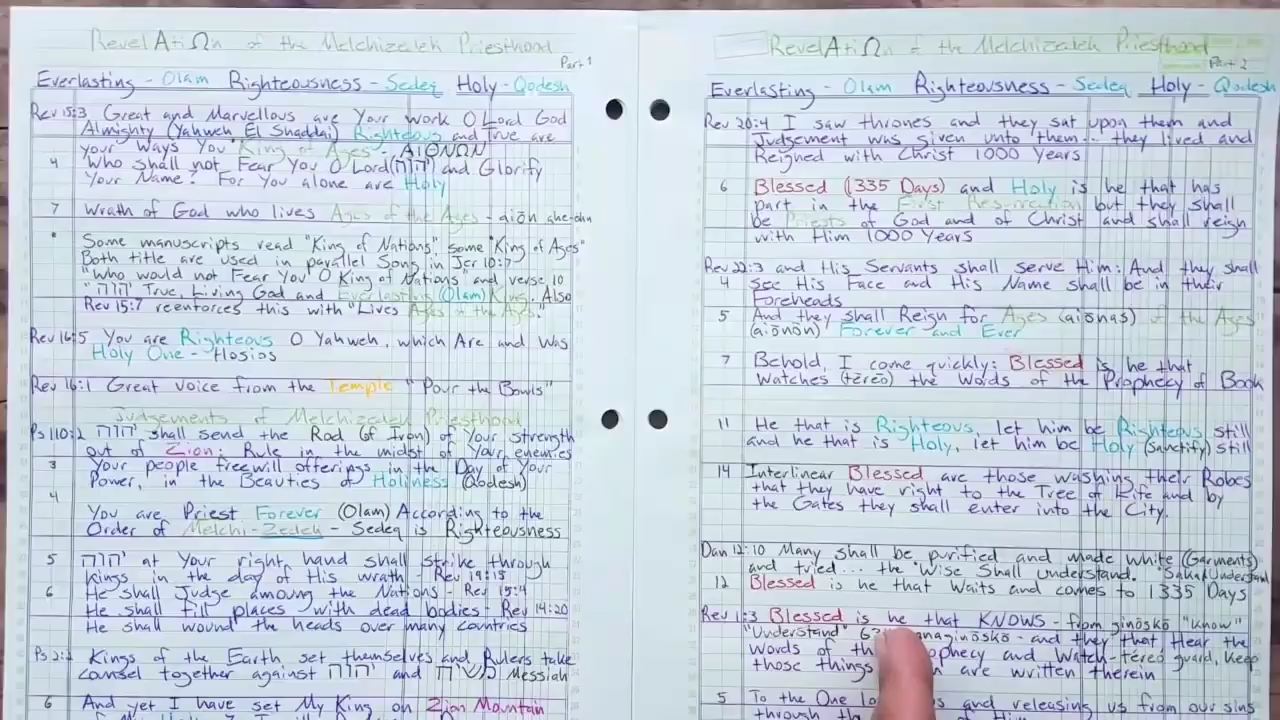 RevelAtiΩn of the Melchizedek Priesthood
Part 1
Everlasting - Olam Righteousness - Sedeq Holy - Qodesh
Rev 15:3 Great and Marvellous are Your work O Lord God
Almighty (Yahweh El Shaddai) Righteous and True are
your Ways You "King of Ages - AIΟΝΩΝ
4 Who shall not Fear You O Lord (יהוה) and Glorify
Your Name? For You alone are Holy
7 Wrath of God who lives Ages of the Ages - aiōn ahe-ohn
* Some manuscripts read "King of Nations", some "King of Ages"
Both title are used in parallel Song in Jer 10:7
"Who would not Fear You O King of Nations" and verse 10
"יהוה True, Living God and Everlasting (Olam) King. Also
Rev 15:7 reenforces this with "Lives Ages of the Ages."
Rev 16:5 You are Righteous O Yahweh, which Are and Was
Holy One - Hosios
Rev 16:1 Great voice from the Temple "Pour the Bowls"
Judgements of Melchizedek Priesthood
Ps 110:2 יהוה shall send the Rod (of Iron) of Your strength
out of Zion: Rule in the midst of Your enemies
3 Your people freewill offerings in the Day of Your
Power, in the Beauties of Holiness (Qodesh)
4
You are Priest Forever (Olam) According to the
Order of Melchi-Zedek - Sedeq is Righteousness
5 יהוה at Your right hand shall strike through
kings in the day of His wrath - Rev 19:15
6 He shall Judge amoung the Nations - Rev 15:4
He shall fill places with dead bodies - Rev 14:20
He shall wound the heads over many countries
Ps 2:2 Kings of the Earth set themselves and Rulers take
counsel together against יהוה and משיח Messiah
6 And yet I have set My King on Zion Mountain
RevelAtiΩn of the Melchizedek Priesthood
Part 2
Everlasting - Olam Righteousness - Sedeq Holy - Qodesh
Rev 20:4 I saw thrones and they sat upon them and
Judgement was given unto them... they lived and
Reigned with Christ 1000 Years
6 Blessed (1335 Days) and Holy is he that has
part in the First Resurrection but they shall
be Priests of God and of Christ and shall reign
with Him 1000 Years
Rev 22:3 and His Servants shall serve Him: And they shall
4 see His Face and His Name shall be in their
Foreheads
5 And they shall Reign for Ages (aiōnas) of the Ages
(aiōnōn) Forever and Ever
7 Behold, I come quickly: Blessed is he that
Watches (tēreō) the Words of the Prophecy of Book
11 He that is Righteous, let him be Righteous still
and he that is Holy, let him be Holy (Sanctify) still
14 Interlinear Blessed are those washing their Robes
that they have right to the Tree of Life and by
the Gates they shall enter into the City.
Dan 12:10 Many shall be purified and made white (Garments)
and tried... the Wise Shall Understand. Understand
12 Blessed is he that Waits and comes to 1335 Days
Rev 1:3 Blessed is he that KNOWS - from ginōskō "Know"
"Understand" - and they that Hear the
Words of and Watch - tēreō guard, Keep
those things are written therein
5 To the One and releasing us from our sins
through the